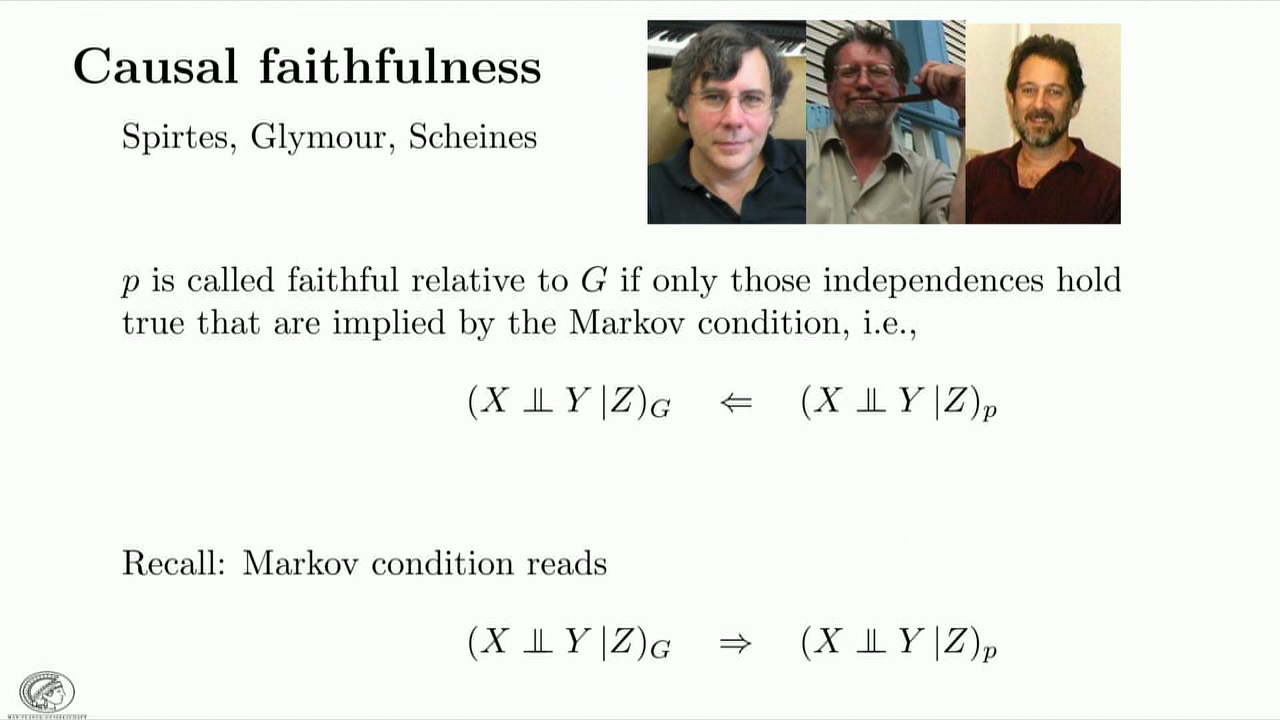 Causal faithfulness
Spirtes, Glymour, Scheines
p is called faithful relative to G if only those independences hold
true that are implied by the Markov condition, i.e.,
(X ⫫ Y |Z)_G ⇐ (X ⫫ Y |Z)_p
Recall: Markov condition reads
(X ⫫ Y |Z)_G ⇒ (X ⫫ Y |Z)_p